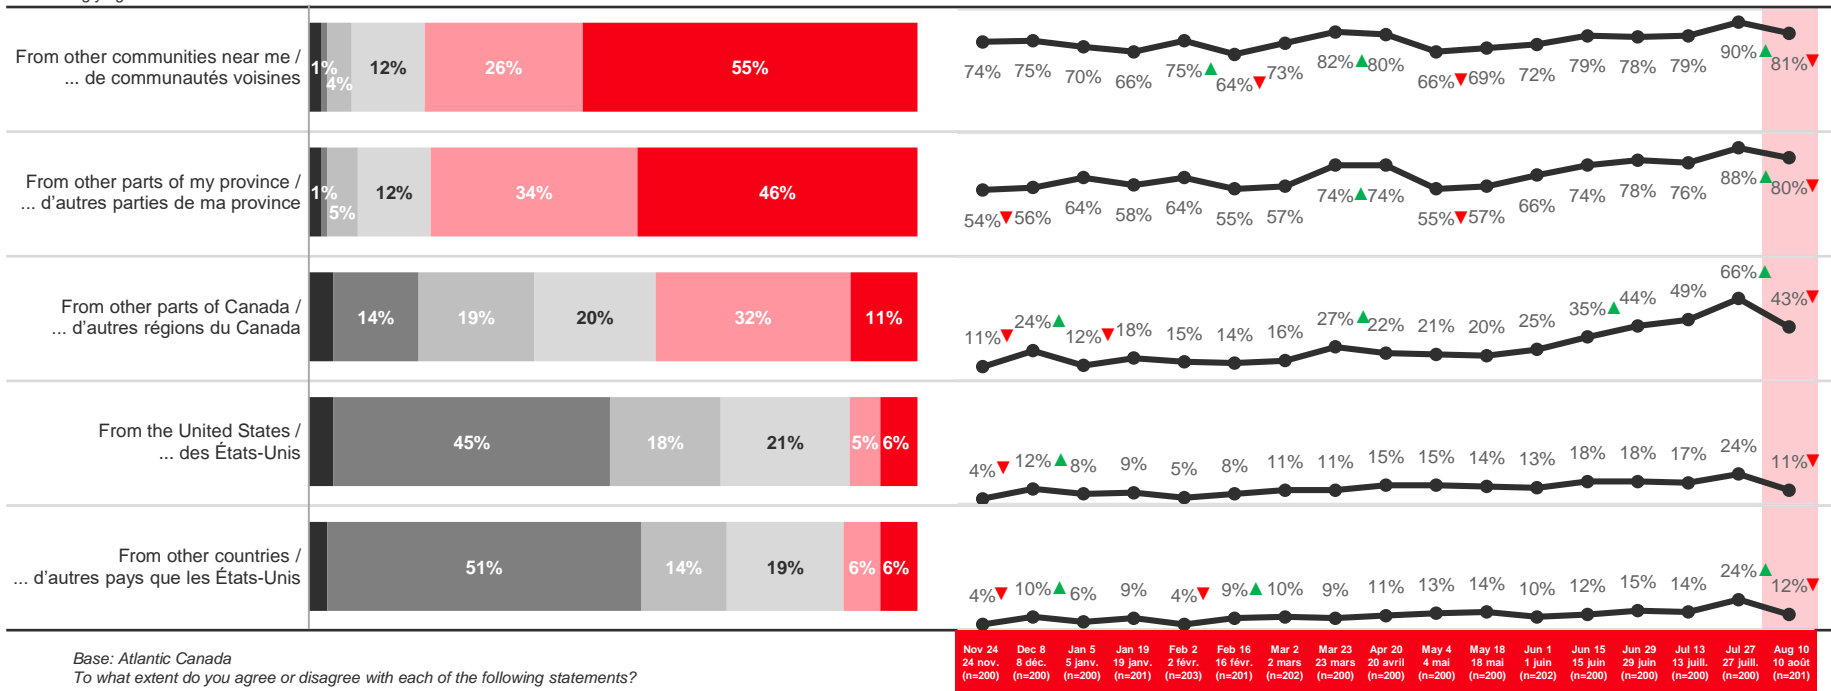 From other communities near me /
... de communautés voisines
1%
4%
12%
26%
55%
74%
75%
70%
66%
75%
64%
73%
82%
80%
66%
69%
72%
79%
78%
79%
90%
81%
From other parts of my province /
... d'autres parties de ma province
1%
5%
12%
34%
46%
54%
56%
64%
58%
64%
55%
57%
74%
74%
55%
57%
66%
74%
78%
76%
88%
80%
From other parts of Canada /
... d'autres régions du Canada
14%
19%
20%
32%
11%
11%
24%
12%
18%
15%
14%
16%
27%
22%
21%
20%
25%
35%
44%
49%
66%
43%
From the United States /
... des États-Unis
45%
18%
21%
5%
6%
4%
12%
8%
9%
5%
8%
11%
11%
15%
15%
14%
13%
18%
18%
17%
24%
11%
From other countries /
... d'autres pays que les États-Unis
51%
14%
19%
6%
6%
4%
10%
6%
9%
4%
9%
10%
9%
11%
13%
14%
10%
12%
15%
14%
24%
12%
Nov 24
24 nov.
(n=200)
Dec 8
8 déc.
(n=200)
Jan 5
5 janv.
(n=200)
Jan 19
19 janv.
(n=201)
Feb 2
2 févr.
(n=203)
Feb 16
16 févr.
(n=201)
Mar 2
2 mars
(n=202)
Mar 23
23 mars
(n=200)
Apr 20
20 avril
(n=200)
May 4
4 mai
(n=200)
May 18
18 mai
(n=200)
Jun 1
1 juin
(n=202)
Jun 15
15 juin
(n=200)
Jun 29
29 juin
(n=200)
Jul 13
13 juill.
(n=200)
Jul 27
27 juill.
(n=200)
Aug 10
10 août
(n=201)
Base: Atlantic Canada
To what extent do you agree or disagree with each of the following statements?